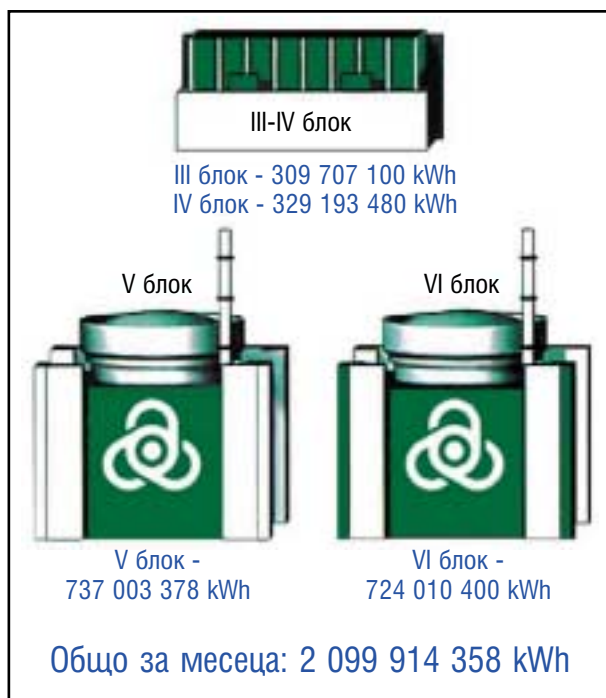 III-IV блок
III блок - 309 707 100 kWh
IV блок - 329 193 480 kWh
V блок
VI блок
V блок -
737 003 378 kWh
VI блок -
724 010 400 kWh
Общо за месеца: 2 099 914 358 kWh